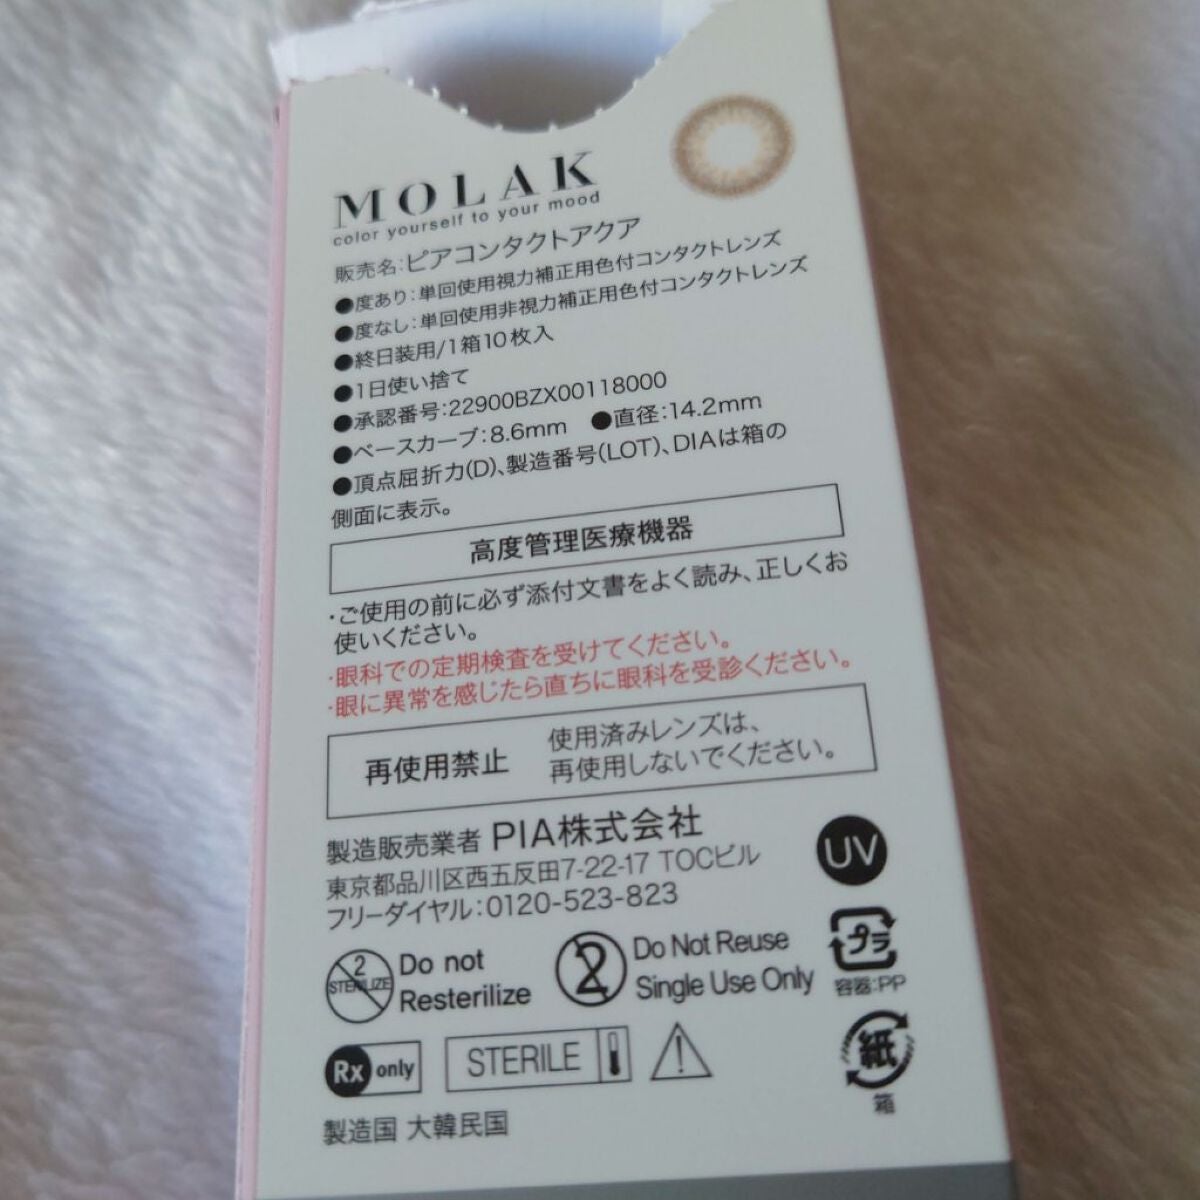 MOLAK
color yourself to your mood
販売名:ピアコンタクトアクア
●度あり:単回使用視力補正用色付コンタクトレンズ
●度なし:単回使用非視力補正用色付コンタクトレンズ
●終日装用/1箱10枚入
●1日使い捨て
●承認番号:22900BZX00118000
●ベースカーブ:8.6mm ●直径:14.2mm
●頂点屈折力(D)、製造番号(LOT)、DIAは箱の
側面に表示。
高度管理医療機器
・ご使用の前に必ず添付文書をよく読み、正しくお
使いください。
・眼科での定期検査を受けてください。
・眼に異常を感じたら直ちに眼科を受診ください。
再使用禁止
使用済みレンズは、
再使用しないでください。
製造販売業者 PIA株式会社
東京都品川区西五反田7-22-17 TOCビル
フリーダイヤル:0120-523-823
UV
2
STERILIZE
Do not
Resterilize
2
Do Not Reuse
Single Use Only
プラ
容器:PP
Rx only
STERILE
紙
箱
製造国 大韓民国